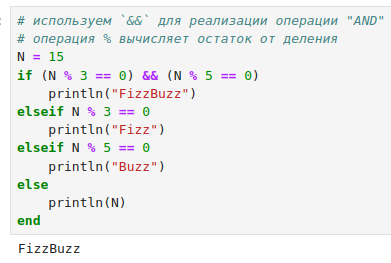 # используем `&&` для реализации операции "AND"
# операция % вычисляет остаток от деления
N = 15
if (N % 3 == 0) && (N % 5 == 0)
    println("FizzBuzz")
elseif N % 3 == 0
    println("Fizz")
elseif N % 5 == 0
    println("Buzz")
else
    println(N)
end
FizzBuzz